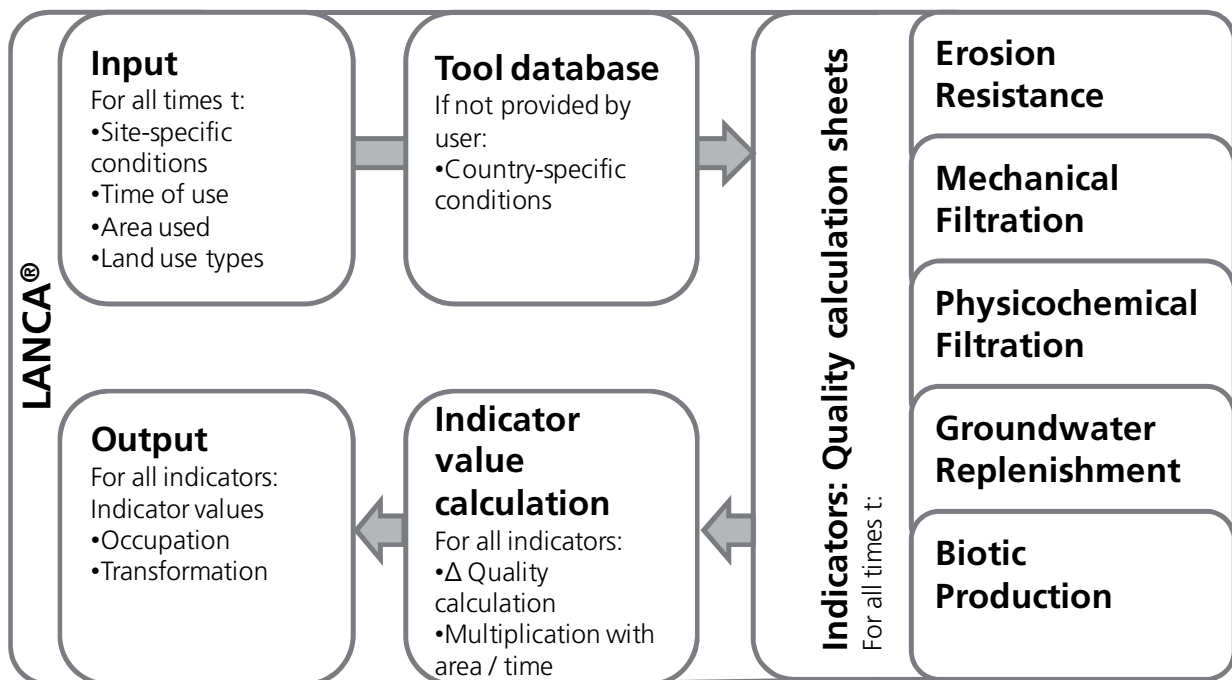 LANCA®
Input
For all times t:
•Site-specific
conditions
•Time of use
•Area used
•Land use types
Tool database
If not provided by
user:
•Country-specific
conditions
Indicators: Quality calculation sheets
For all times t:
Erosion
Resistance
Mechanical
Filtration
Physicochemical
Filtration
Groundwater
Replenishment
Biotic
Production
Indicator
value
calculation
For all indicators:
•Δ Quality
calculation
•Multiplication with
area / time
Output
For all indicators:
Indicator values
•Occupation
•Transformation